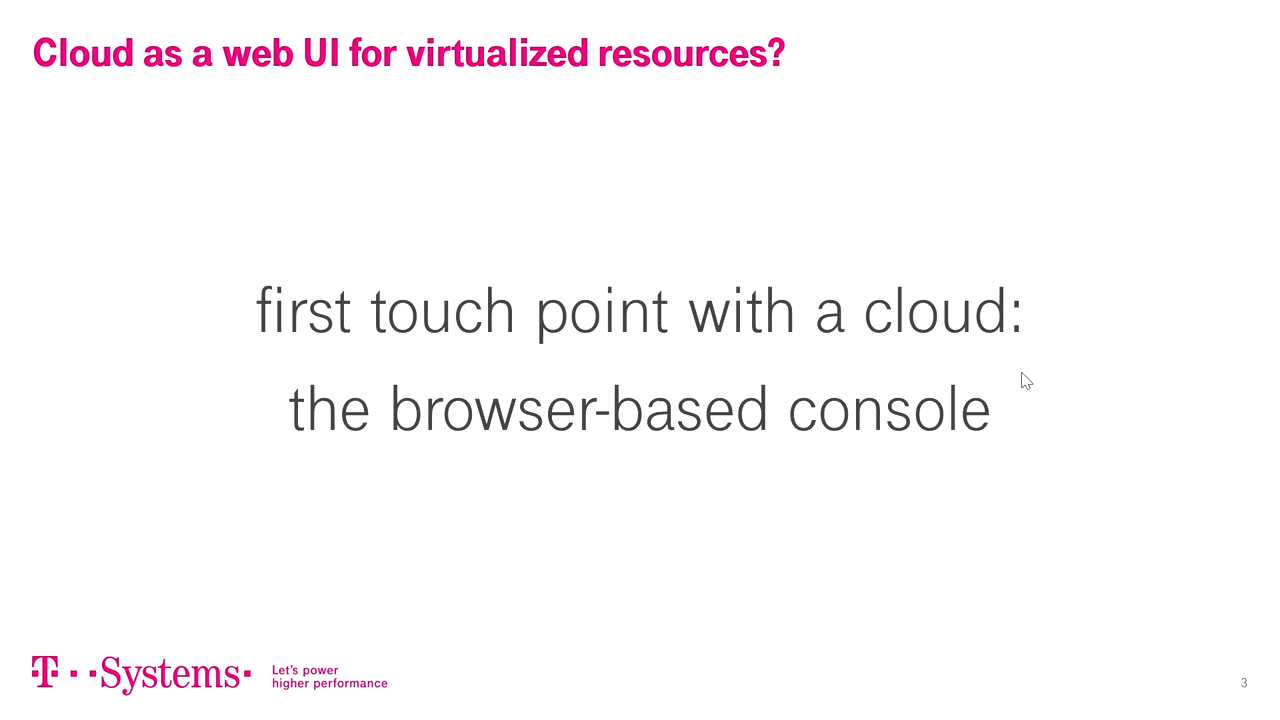 Cloud as a web UI for virtualized resources?
first touch point with a cloud:
the browser-based console
T··Systems·
Let's power
higher performance
3